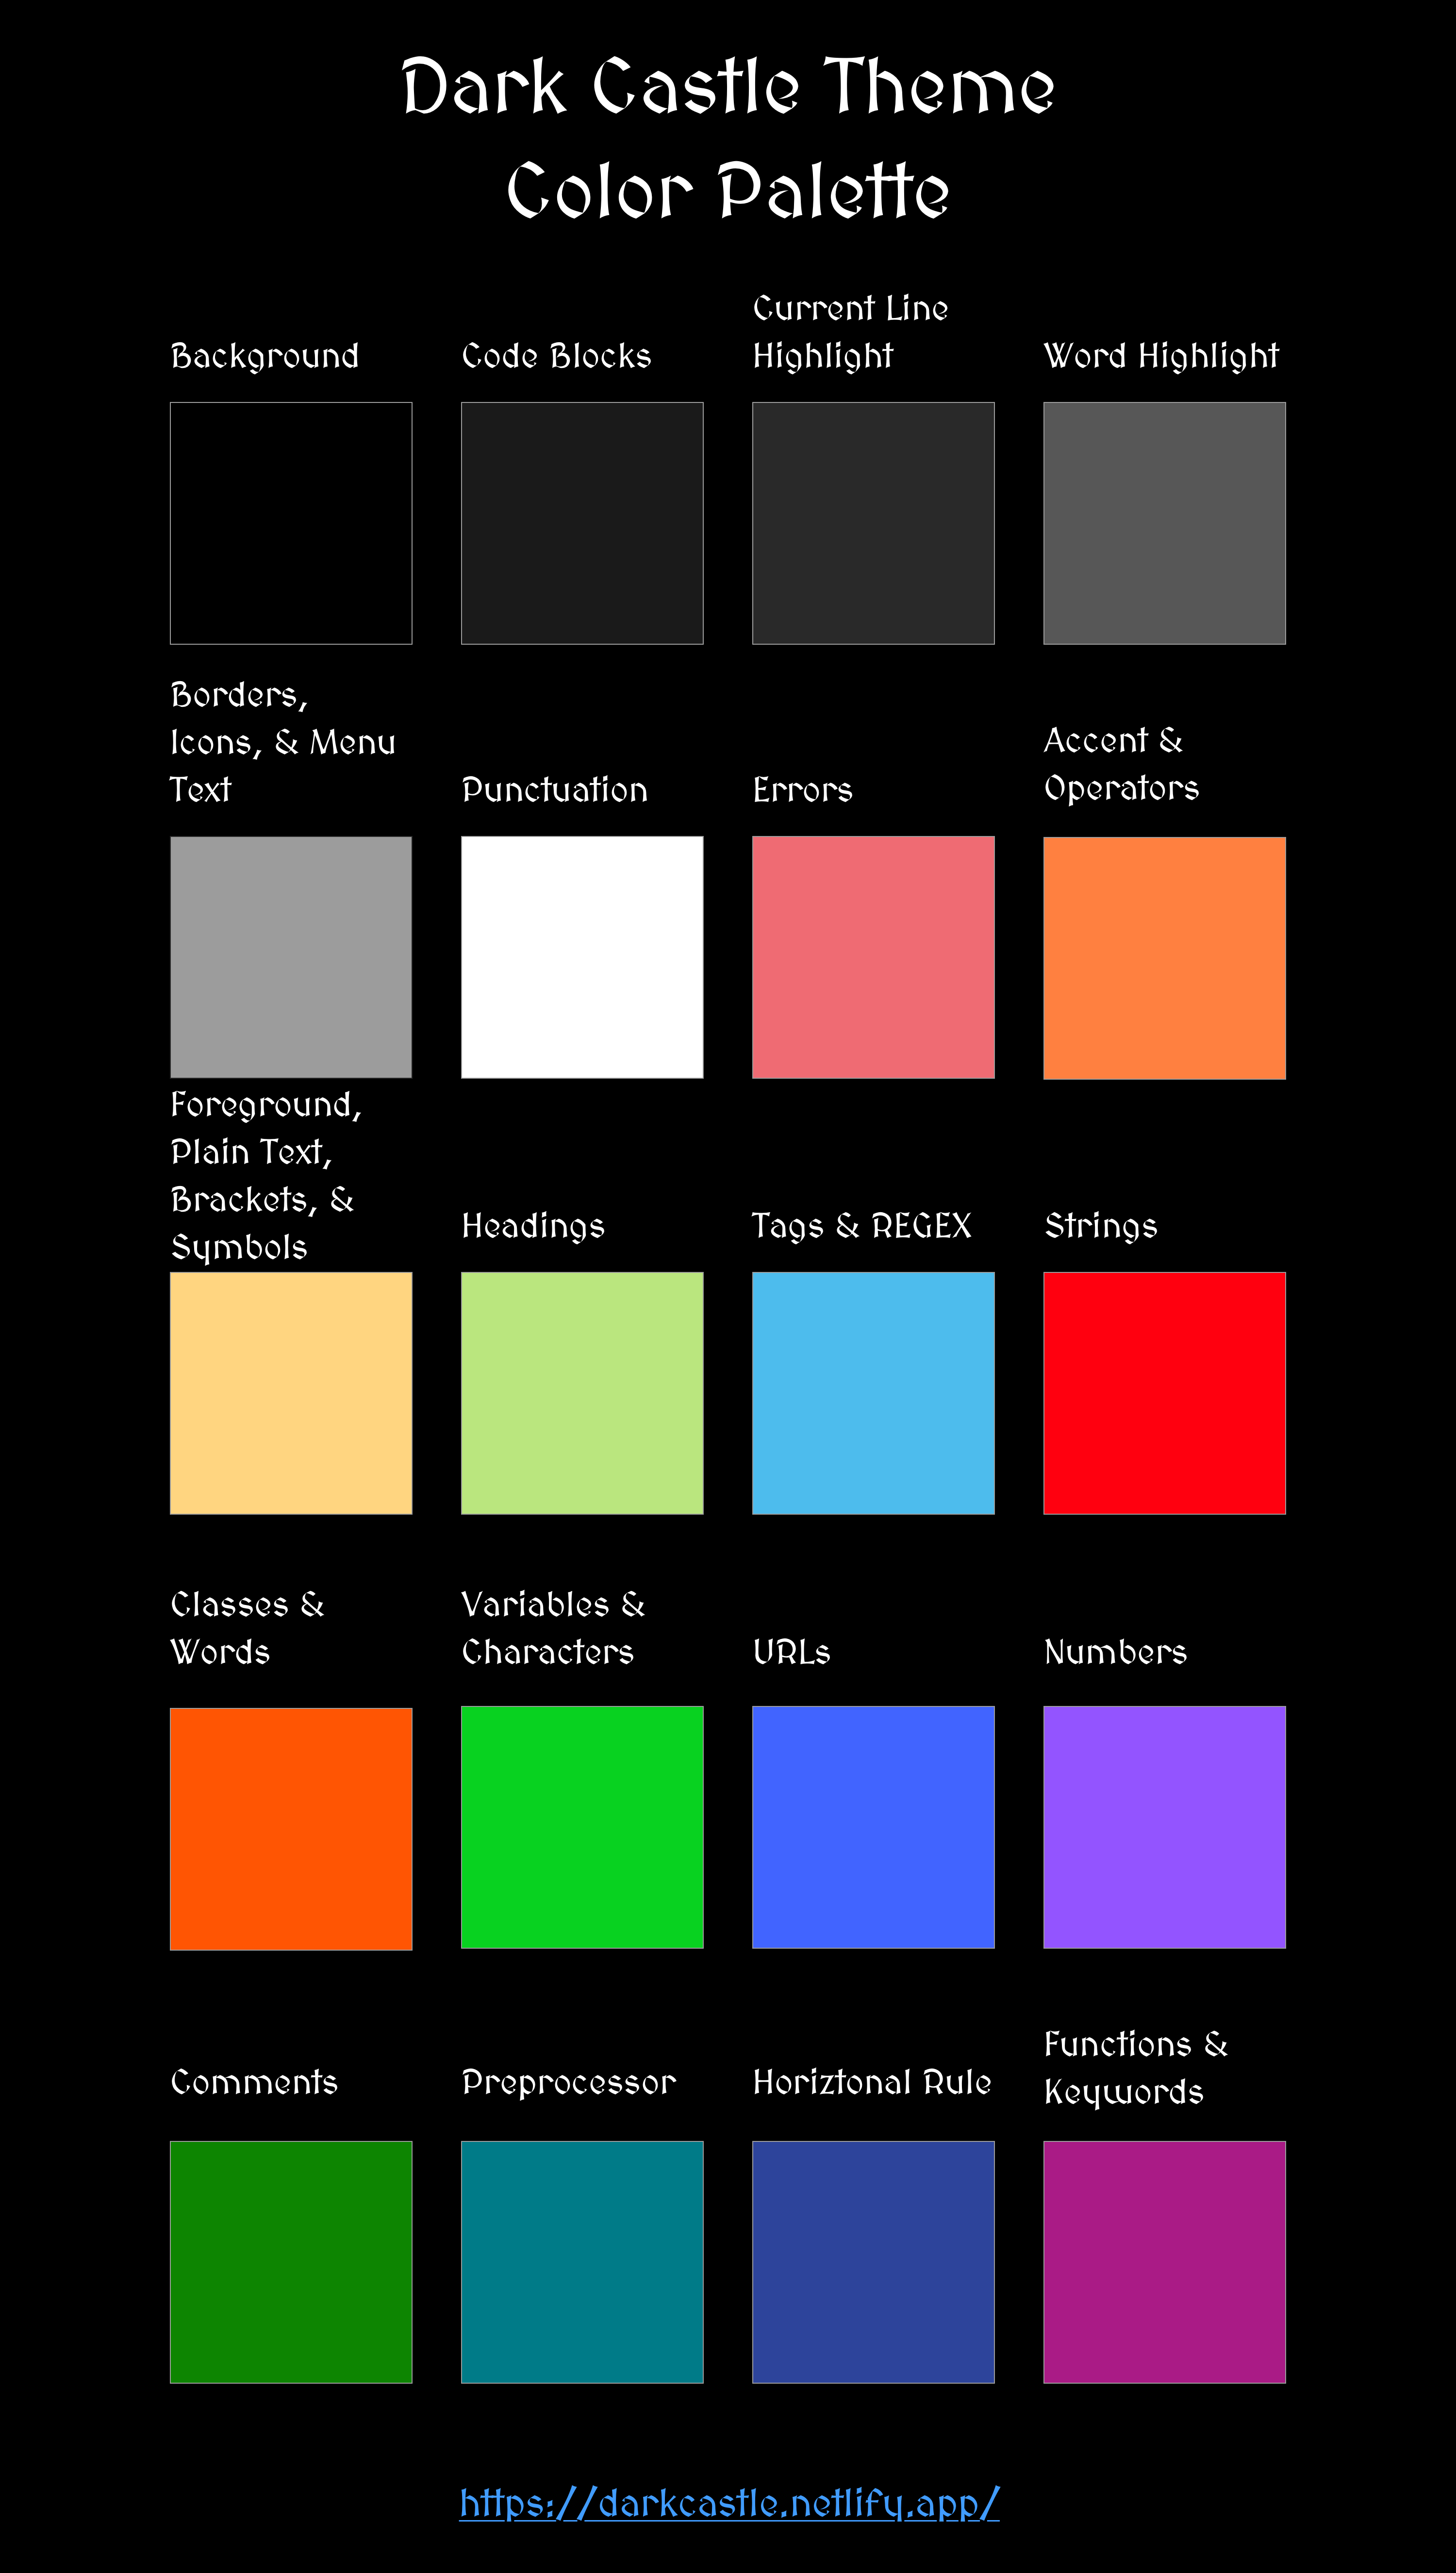 Dark Castle Theme
Color Palette
Background
Code Blocks
Current Line
Highlight
Word Highlight
Borders,
Icons, & Menu
Text
Punctuation
Errors
Accent &
Operators
Foreground,
Plain Text,
Brackets, &
Symbols
Headings
Tags & REGEX
Strings
Classes &
Words
Variables &
Characters
URLs
Numbers
Comments
Preprocessor
Horiztonal Rule
Functions &
Keywords
https://darkcastle.netlify.app/